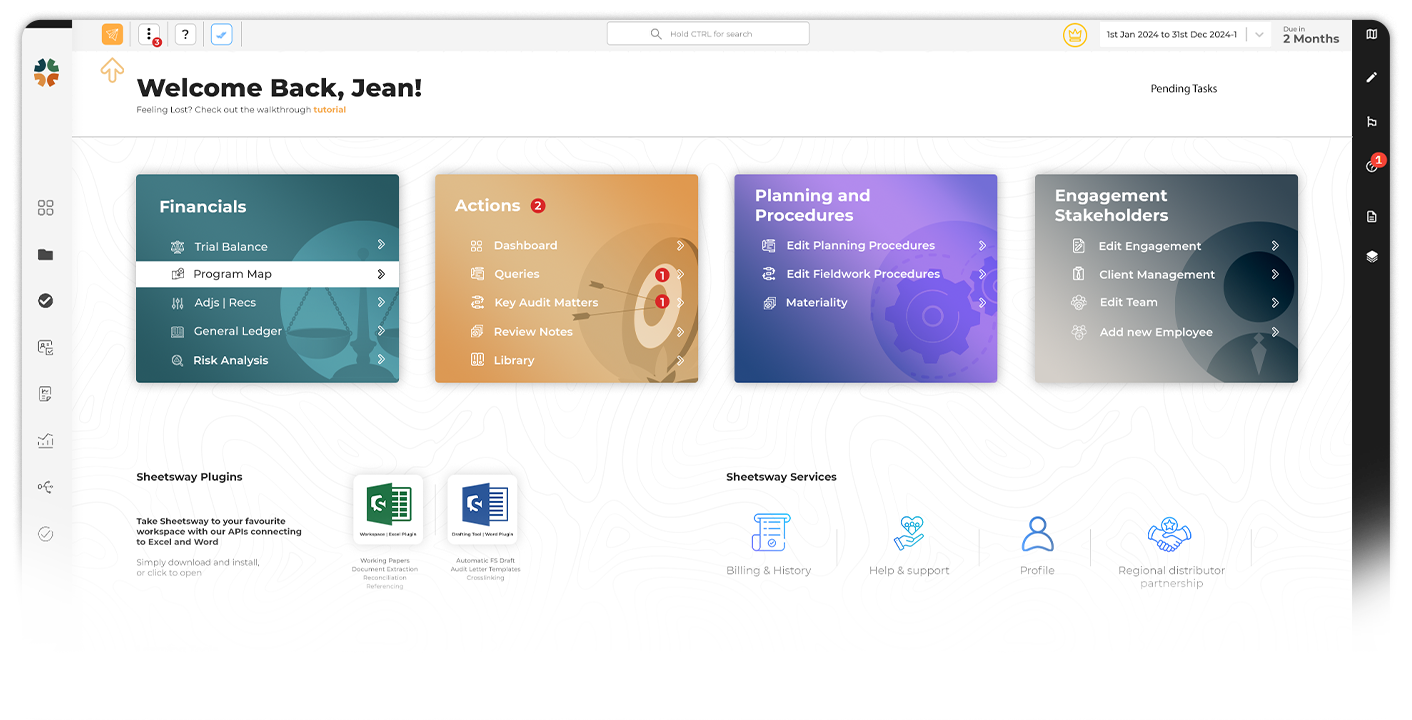 3
?
Hold CTRL for search
1st Jan 2024 to 31st Dec 2024-1
Due in
2 Months
Welcome Back, Jean!
Feeling Lost? Check out the walkthrough tutorial
Pending Tasks
1
Financials
Trial Balance
Program Map
Adjs | Recs
General Ledger
Risk Analysis
Actions 2
Dashboard
Queries 1
Key Audit Matters 1
Review Notes
Library
Planning and
Procedures
Edit Planning Procedures
Edit Fieldwork Procedures
Materiality
Engagement
Stakeholders
Edit Engagement
Client Management
Edit Team
Add new Employee
Sheetsway Plugins
Take Sheetsway to your favourite
workspace with our APIs connecting
to Excel and Word
Simply download and install,
or click to open
Workspace | Excel Plugin
Working Papers
Document Extraction
Reconciliation
Referencing
Drafting Tool | Word Plugin
Automatic FS Draft
Audit Letter Templates
Crosslinking
Sheetsway Services
Billing & History
Help & support
Profile
Regional distributor
partnership